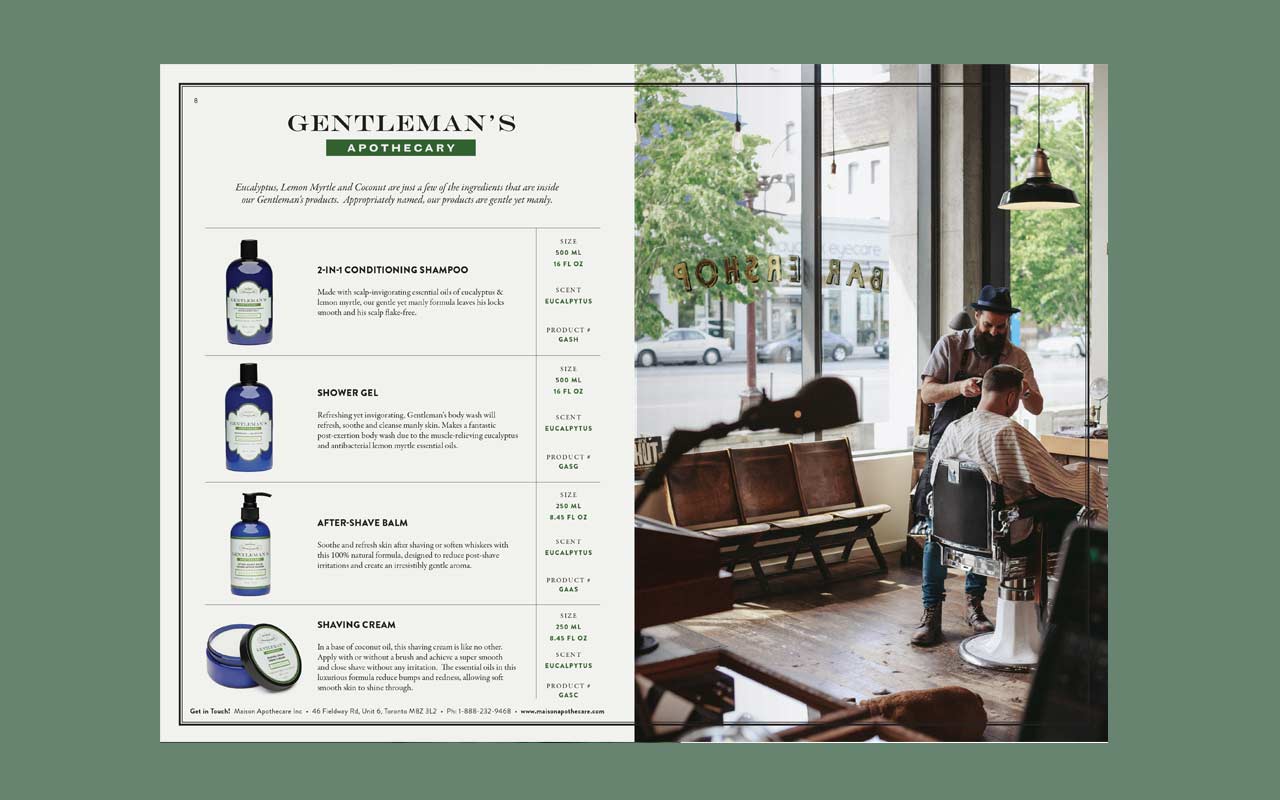 8
GENTLEMAN'S
APOTHECARY
Eucalyptus, Lemon Myrtle and Coconut are just a few of the ingredients that are inside
our Gentleman's products. Appropriately named, our products are gentle yet manly.
2-IN-1 CONDITIONING SHAMPOO
Made with scalp-invigorating essential oils of eucalyptus &
lemon myrtle, our gentle yet manly formula leaves his locks
smooth and his scalp flake-free.
SIZE
500 ML
16 FL OZ
SCENT
EUCALPYTUS
PRODUCT #
GASH
GENTLEMAN'S
SHOWER GEL
Refreshing yet invigorating, Gentleman's body wash will
refresh, soothe and cleanse manly skin. Makes a fantastic
post-exertion body wash due to the muscle-relieving eucalyptus
and antibacterial lemon myrtle essential oils.
SIZE
500 ML
16 FL OZ
SCENT
EUCALPYTUS
PRODUCT #
GASG
GENTLEMAN'S
AFTER-SHAVE BALM
Soothe and refresh skin after shaving or soften whiskers with
this 100% natural formula, designed to reduce post-shave
irritations and create an irresistibly gentle aroma.
SIZE
250 ML
8.45 FL OZ
SCENT
EUCALPYTUS
PRODUCT #
GAAS
GENTLEMAN'S
SHAVING CREAM
In a base of coconut oil, this shaving cream is like no other.
Apply with or without a brush and achieve a super smooth
and close shave without any irritation. The essential oils in this
luxurious formula reduce bumps and redness, allowing soft
smooth skin to shine through.
SIZE
250 ML
8.45 FL OZ
SCENT
EUCALPYTUS
PRODUCT #
GASC
Get in Touch! Maison Apothecare Inc • 46 Fieldway Rd, Unit 6, Toronto M8Z 3L2 • Ph: 1-888-232-9468 • www.maisonapothecare.com
eyecare
BARBERSHOP
HUT